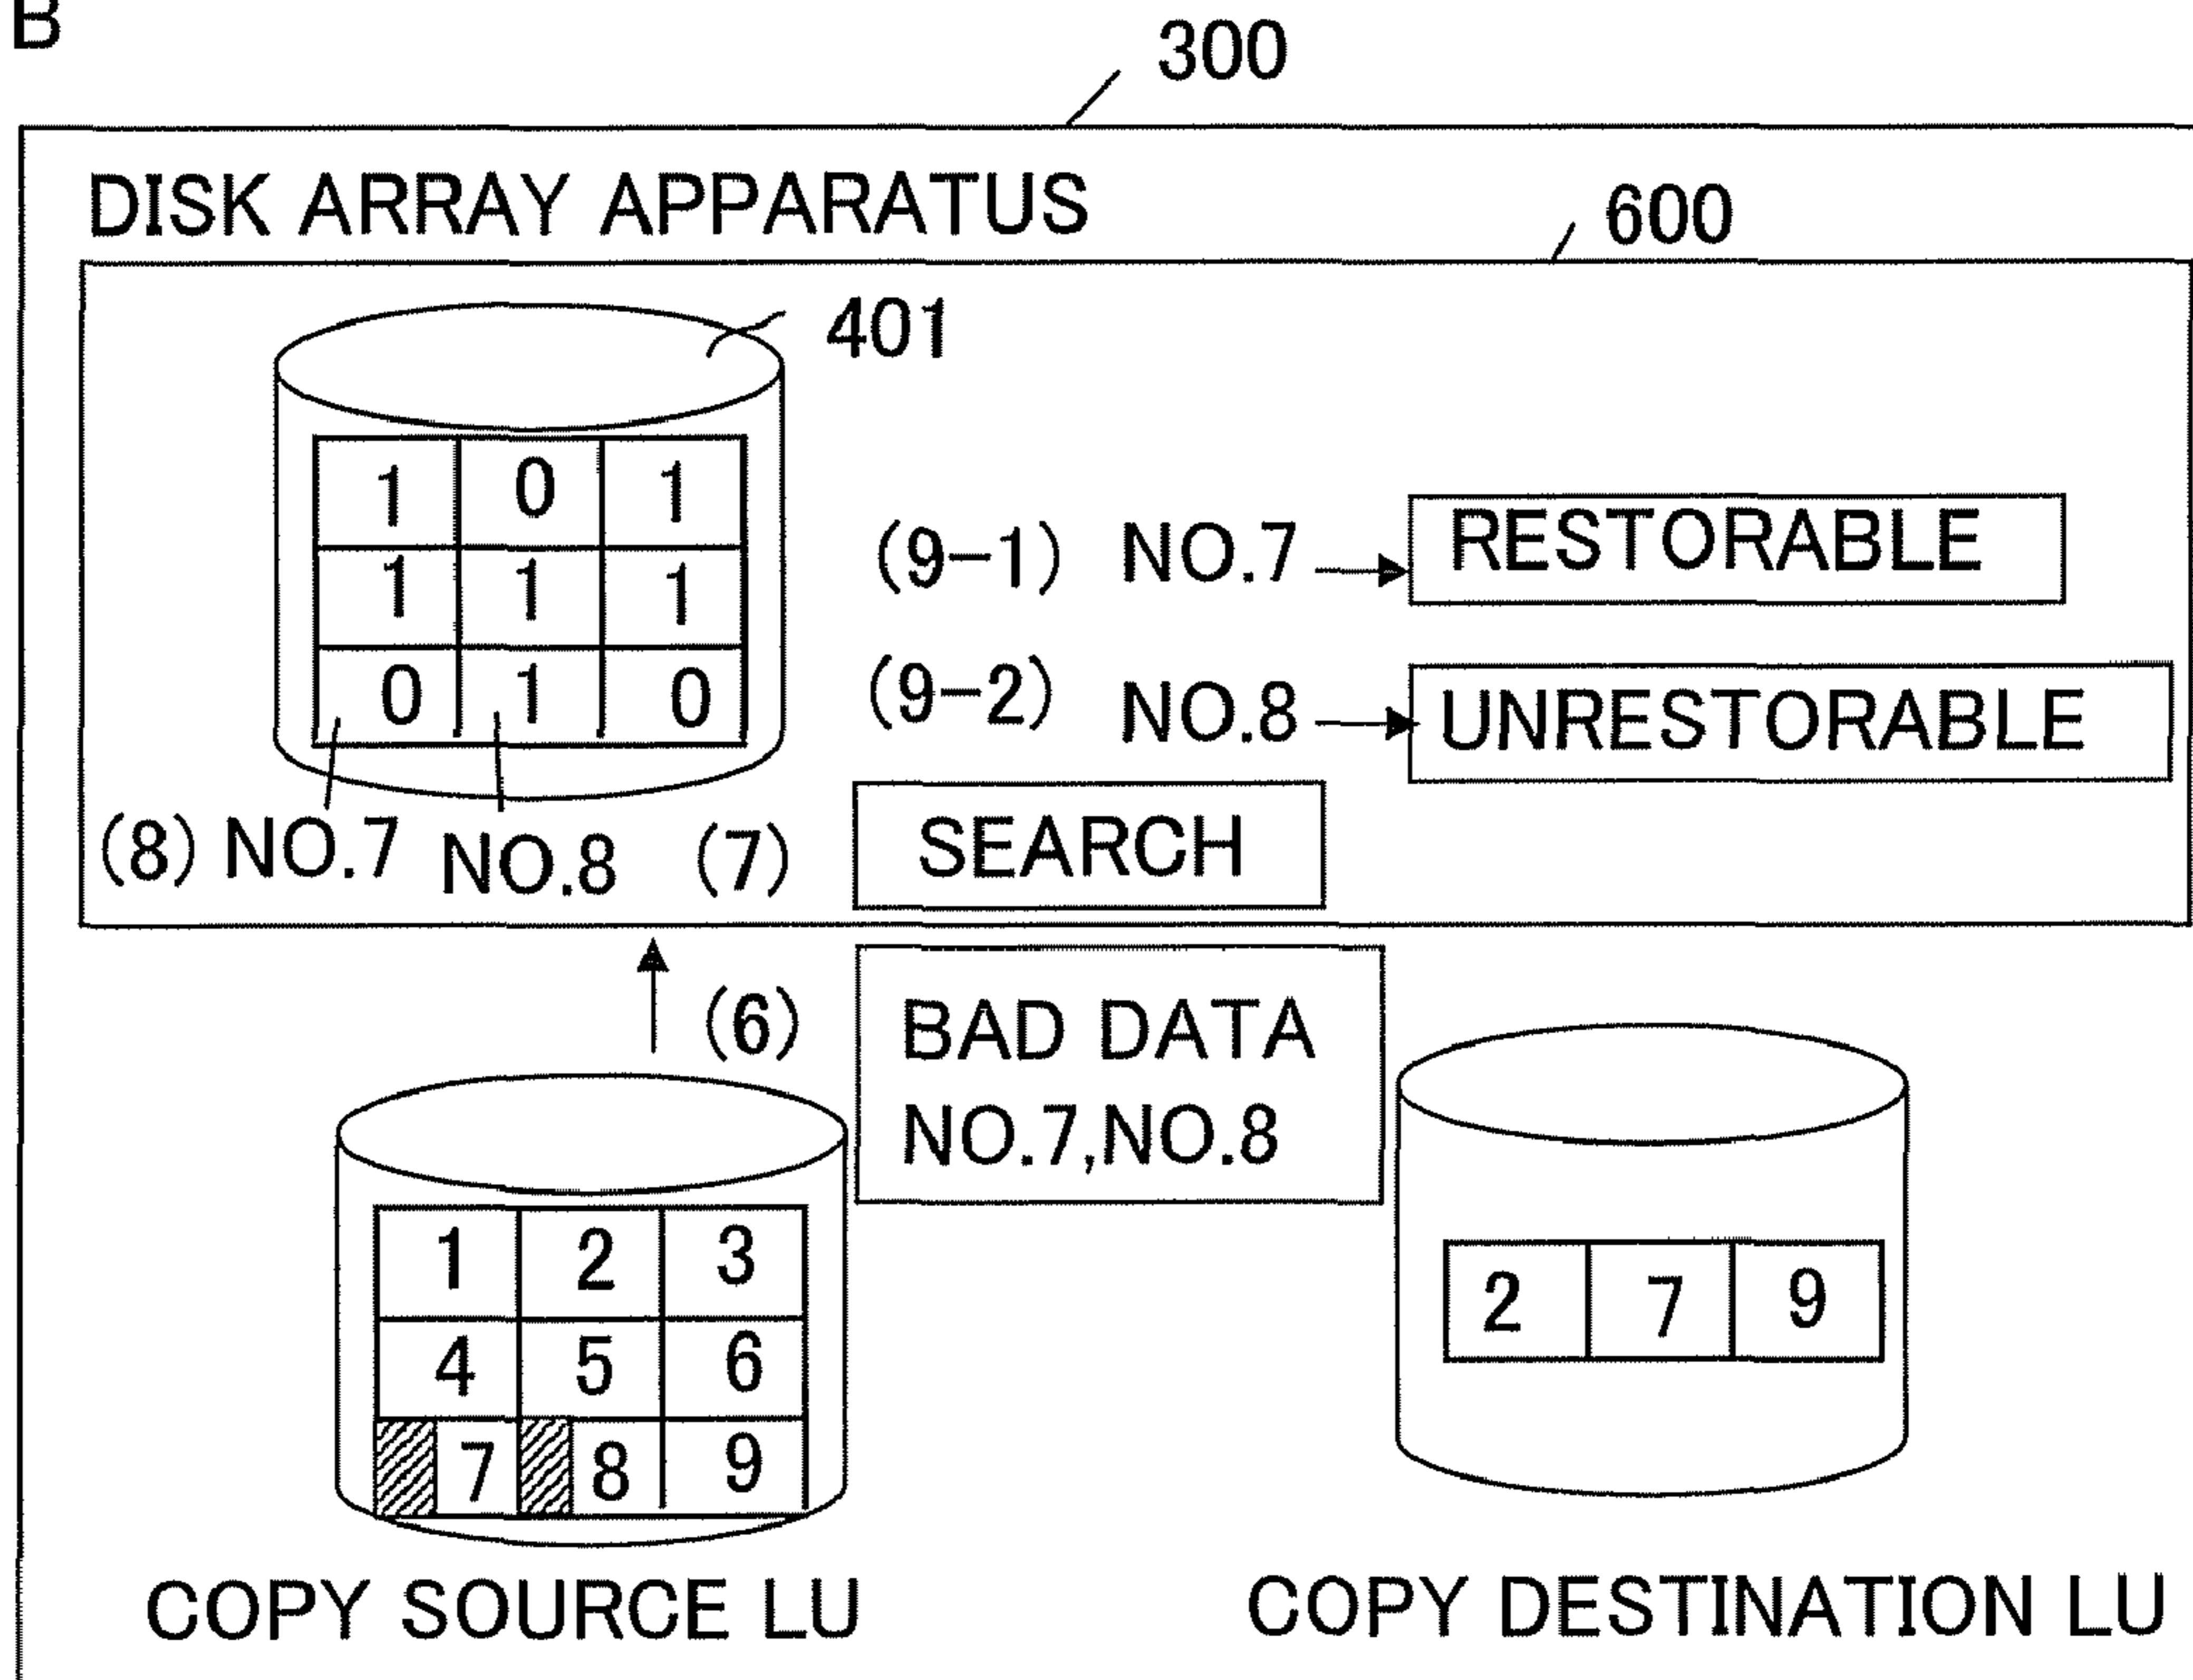 B
300
DISK ARRAY APPARATUS
600
401
1 0 1
1 1 1
0 1 0
(9-1) NO.7 RESTORABLE
(9-2) NO.8 UNRESTORABLE
(8) NO.7 NO.8 (7) SEARCH
(6)
BAD DATA
NO.7,NO.8
1 2 3
4 5 6
7 8 9
2 7 9
COPY SOURCE LU
COPY DESTINATION LU